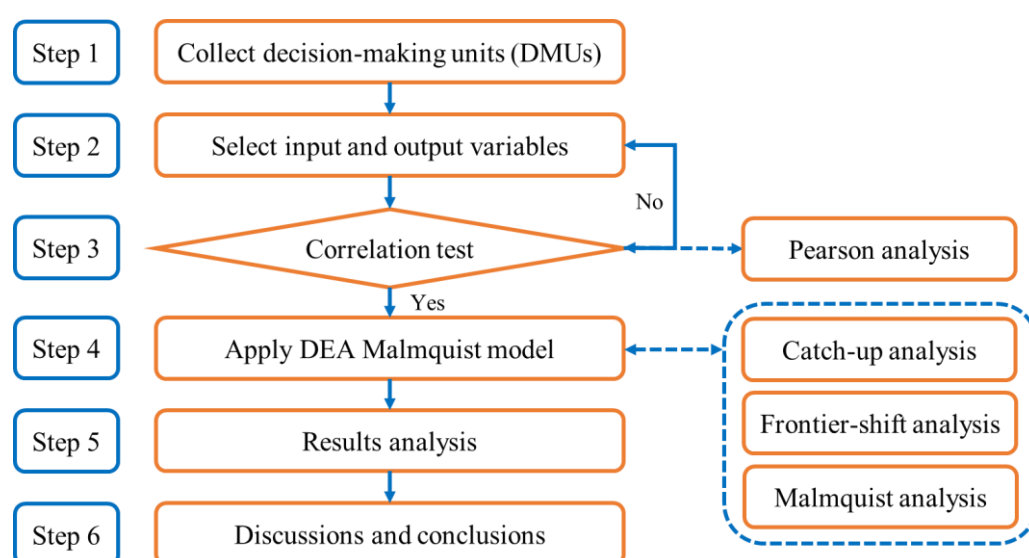 Step 1
Collect decision-making units (DMUs)
Step 2
Select input and output variables
No
Step 3
Correlation test
Pearson analysis
Yes
Step 4
Apply DEA Malmquist model
Catch-up analysis
Frontier-shift analysis
Step 5
Results analysis
Malmquist analysis
Step 6
Discussions and conclusions